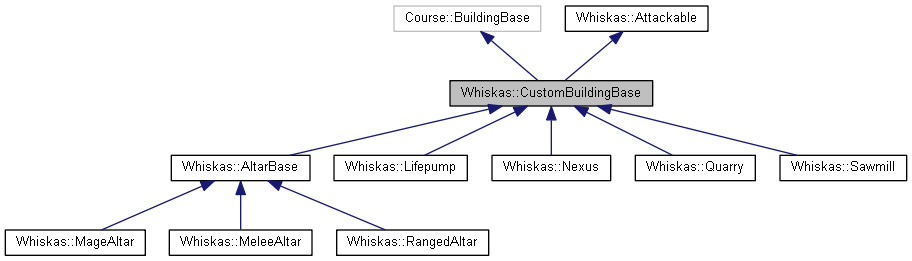 Course::BuildingBase
Whiskas::Attackable
Whiskas::CustomBuildingBase
Whiskas::AltarBase
Whiskas::Lifepump
Whiskas::Nexus
Whiskas::Quarry
Whiskas::Sawmill
Whiskas::MageAltar
Whiskas::MeleeAltar
Whiskas::RangedAltar